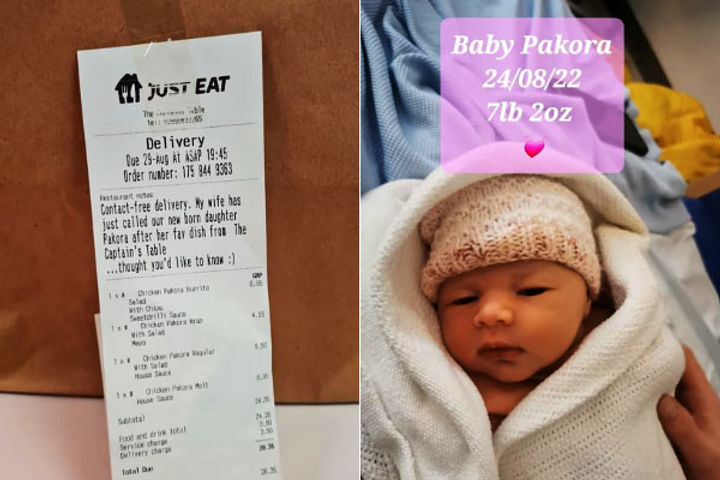 JUST EAT
The
tel:
Delivery
Due 29-Aug At ASAP 19:45
Order number: 175 844 9363
Restaurant notes
Contact-free delivery. My wife has
just called our new born daughter
Pakora after her fav dish from The
Captain's Table
...thought you'd like to know :)
GBP
1 x # Chicken Pakora Burrito
Salad
With Chips
Sweetchilli Sauce
1 x # Chicken Pakora Wrap
With Salad
Mayo
1 x # Chicken Pakora Regular
With Salad
House Sauce
1 x # Chicken Pakora Melt
House Sauce
Subtotal
Food and drink total
Service charge
Delivery charge
Total Due
Baby Pakora
24/08/22
7lb 2oz